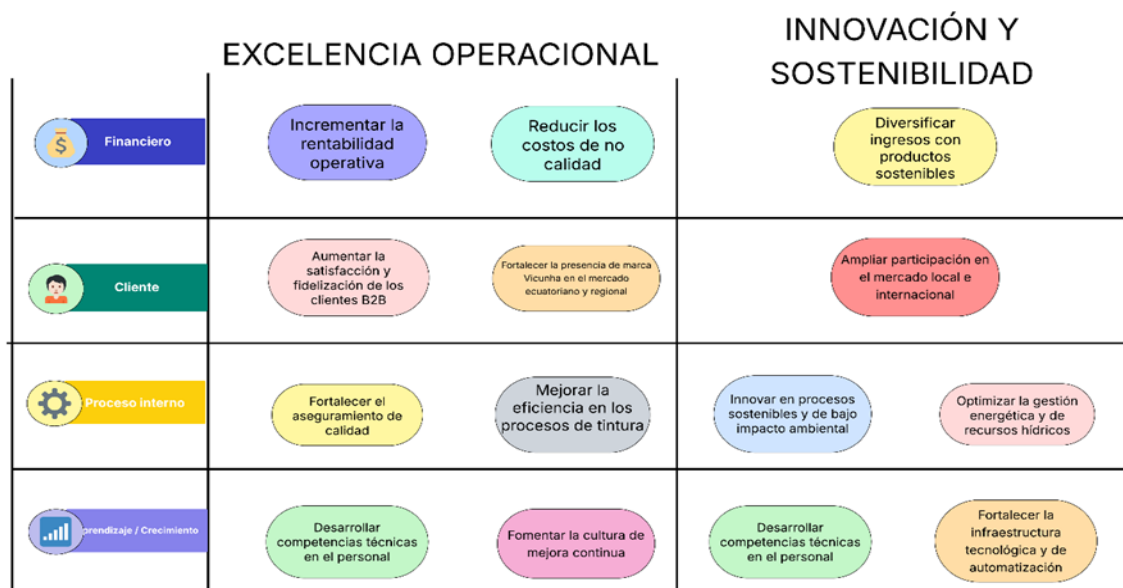 EXCELENCIA OPERACIONAL
INNOVACIÓN Y
SOSTENIBILIDAD
Financiero
Incrementar la
rentabilidad
operativa
Reducir los
costos de no
calidad
Diversificar
ingresos con
productos
sostenibles
Cliente
Aumentar la
satisfacción y
fidelización de los
clientes B2B
Fortalecer la presencia de marca
Vicunha en el mercado
ecuatoriano y regional
Ampliar participación en
el mercado local e
internacional
Proceso interno
Fortalecer el
aseguramiento de
calidad
Mejorar la
eficiencia en los
procesos de tintura
Innovar en procesos
sostenibles y de bajo
impacto ambiental
Optimizar la gestión
energética y de
recursos hídricos
prendizaje / Crecimiento
Desarrollar
competencias técnicas
en el personal
Fomentar la cultura de
mejora continua
Desarrollar
competencias técnicas
en el personal
Fortalecer la
infraestructura
tecnológica y de
automatización